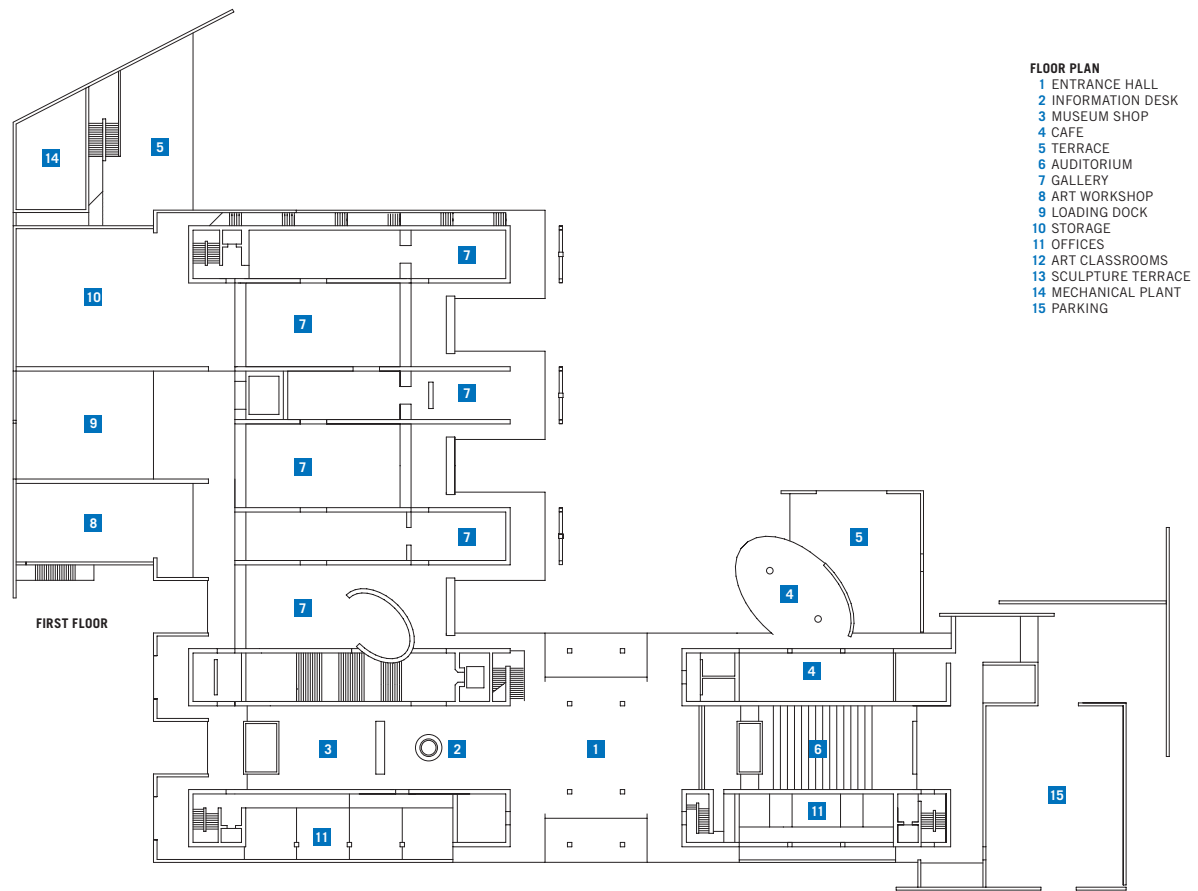 FLOOR PLAN
1 ENTRANCE HALL
2 INFORMATION DESK
3 MUSEUM SHOP
4 CAFE
5 TERRACE
6 AUDITORIUM
7 GALLERY
8 ART WORKSHOP
9 LOADING DOCK
10 STORAGE
11 OFFICES
12 ART CLASSROOMS
13 SCULPTURE TERRACE
14 MECHANICAL PLANT
15 PARKING
14
5
7
10
7
7
9
7
8
7
5
4
7
FIRST FLOOR
4
3
2
1
6
15
11
11